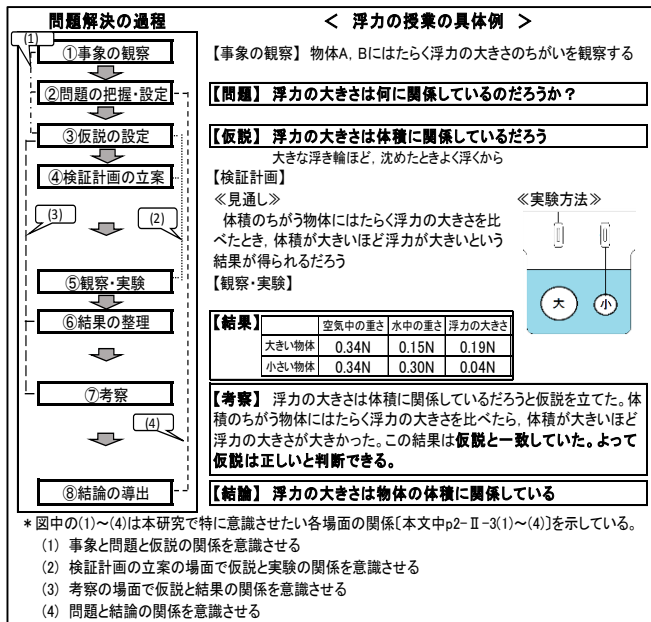 問題解決の過程
< 浮力の授業の具体例 >
(1)
①事象の観察
【事象の観察】 物体A, Bにはたらく浮力の大きさのちがいを観察する
②問題の把握・設定
【問題】 浮力の大きさは何に関係しているのだろうか？
③仮説の設定
【仮説】 浮力の大きさは体積に関係しているだろう
大きな浮き輪ほど, 沈めたときよく浮くから
④検証計画の立案
【検証計画】
≪見通し≫
≪実験方法≫
体積のちがう物体にはたらく浮力の大きさを比
べたとき, 体積が大きいほど浮力が大きいという
結果が得られるだろう
(3)
(2)
大
小
⑤観察・実験
【観察・実験】
⑥結果の整理
【結果】
空気中の重さ 水中の重さ 浮力の大きさ
大きい物体 0.34N 0.15N 0.19N
小さい物体 0.34N 0.30N 0.04N
⑦考察
【考察】 浮力の大きさは体積に関係しているだろうと仮説を立てた。体
積のちがう物体にはたらく浮力の大きさを比べたら, 体積が大きいほど
浮力の大きさが大きかった。この結果は仮説と一致していた。よって
仮説は正しいと判断できる。
(4)
⑧結論の導出
【結論】 浮力の大きさは物体の体積に関係している
＊図中の(1)～(4)は本研究で特に意識させたい各場面の関係〔本文中p2-Ⅱ-3(1)～(4)〕を示している。
(1) 事象と問題と仮説の関係を意識させる
(2) 検証計画の立案の場面で仮説と実験の関係を意識させる
(3) 考察の場面で仮説と結果の関係を意識させる
(4) 問題と結論の関係を意識させる